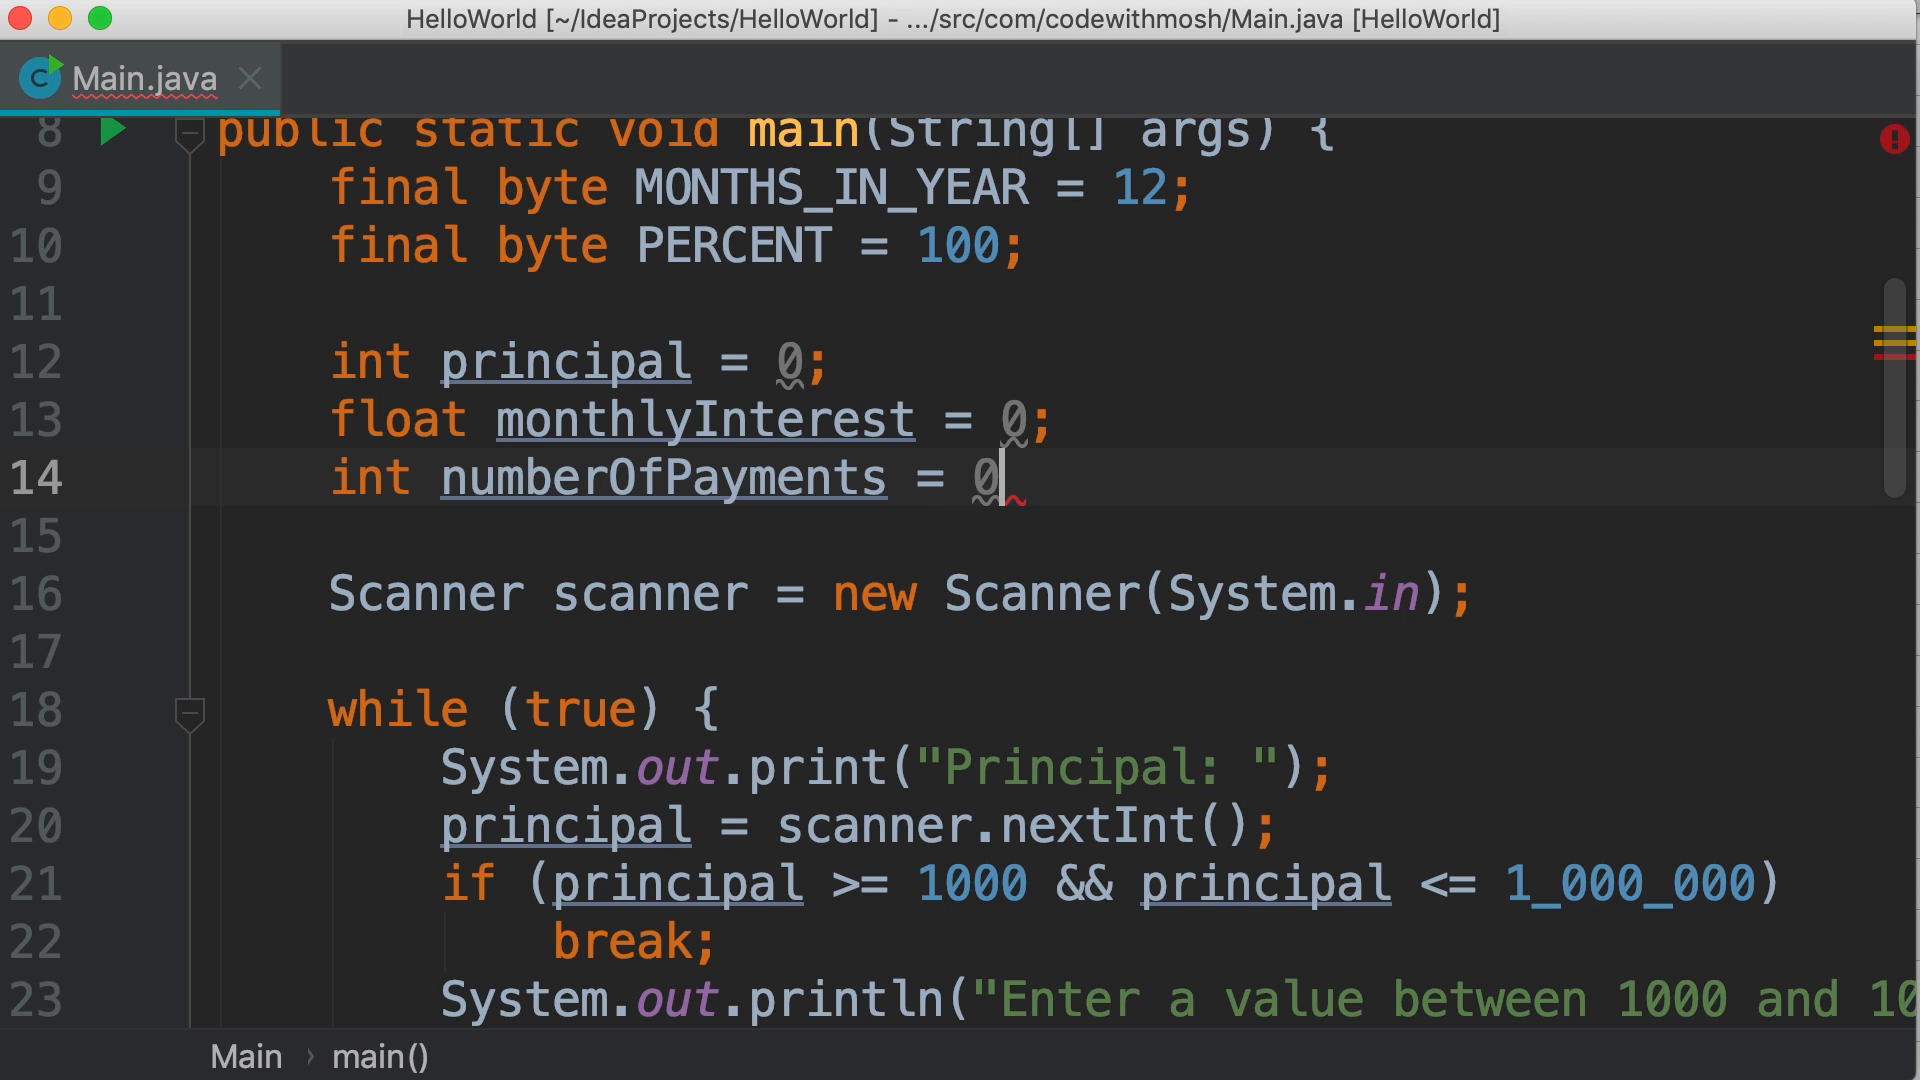 HelloWorld [~/IdeaProjects/HelloWorld] - .../src/com/codewithmosh/Main.java [HelloWorld]
C Main.java
8 public static void main(String[] args) {
9 final byte MONTHS_IN_YEAR = 12;
10 final byte PERCENT = 100;
11
12 int principal = 0;
13 float monthlyInterest = 0;
14 int numberOfPayments = 0
15
16 Scanner scanner = new Scanner(System.in);
17
18 while (true) {
19 System.out.print("Principal: ");
20 principal = scanner.nextInt();
21 if (principal >= 1000 && principal <= 1_000_000)
22 break;
23 System.out.println("Enter a value between 1000 and 10
Main › main()